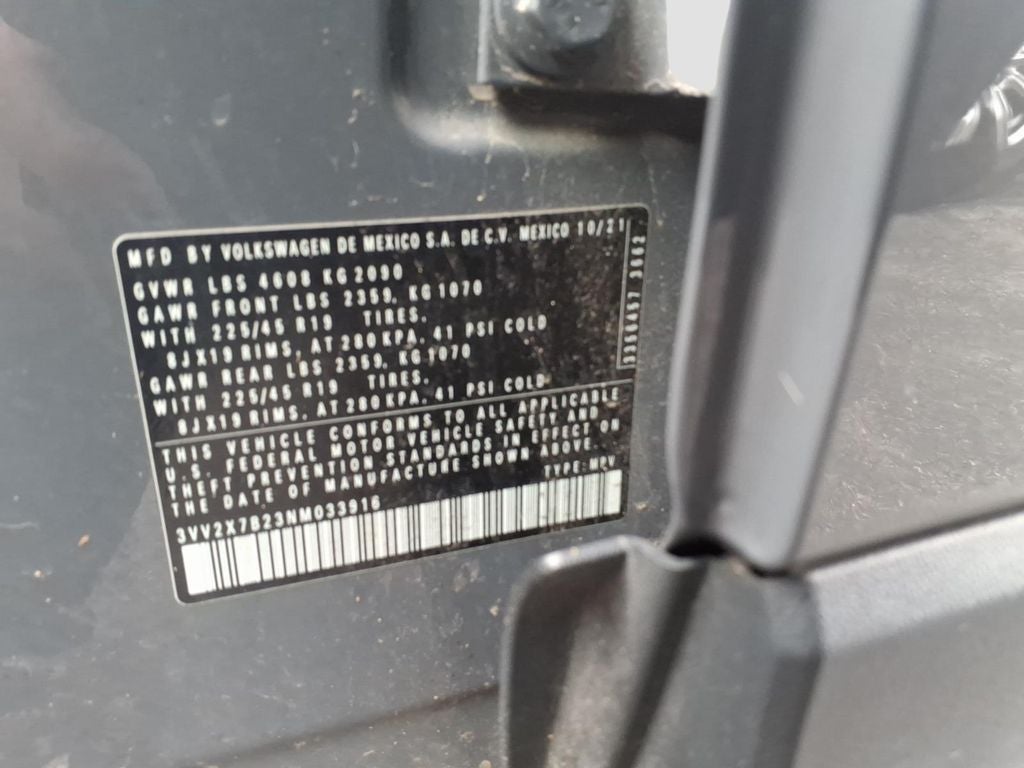 MFD BY VOLKSWAGEN DE MEXICO S.A. DE C.V. MEXICO 10/21
GVWR LBS 4608 KG 2090
GAWR FRONT LBS 2359, KG 1070
WITH 225/45 R19 TIRES.
8JX19 RIMS, AT 280 KPA, 41 PSI COLD
GAWR REAR LBS 2359, KG 1070
WITH 225/45 R19 TIRES.
8JX19 RIMS, AT 280 KPA, 41 PSI COLD
THIS VEHICLE CONFORMS TO ALL APPLICABLE
U.S. FEDERAL MOTOR VEHICLE SAFETY AND
THEFT PREVENTION STANDARDS IN EFFECT ON
THE DATE OF MANUFACTURE SHOWN ABOVE.
3VV2X7B23NM033916 TYPE: MPV